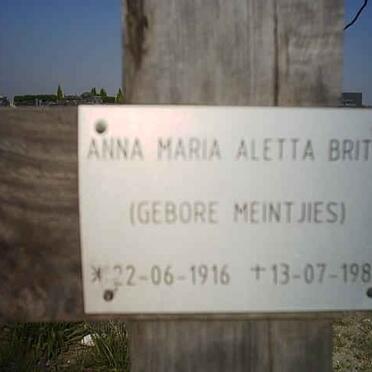 ANNA MARIA ALETTA BRIT
(GEBORE MEINTJIES)
*22-06-1916 +13-07-198